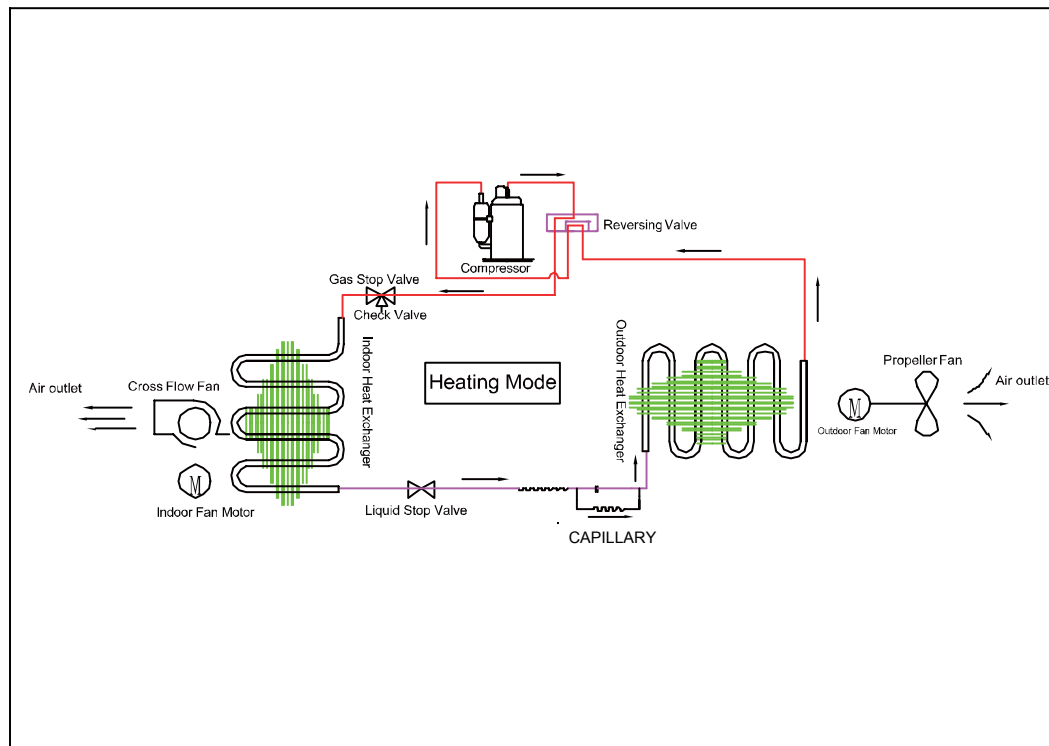 Reversing Valve
Compressor
Gas Stop Valve
Check Valve
Indoor Heat Exchanger
Outdoor Heat Exchanger
Heating Mode
Air outlet
Cross Flow Fan
M
Indoor Fan Motor
Propeller Fan
Air outlet
M
Outdoor Fan Motor
Liquid Stop Valve
CAPILLARY